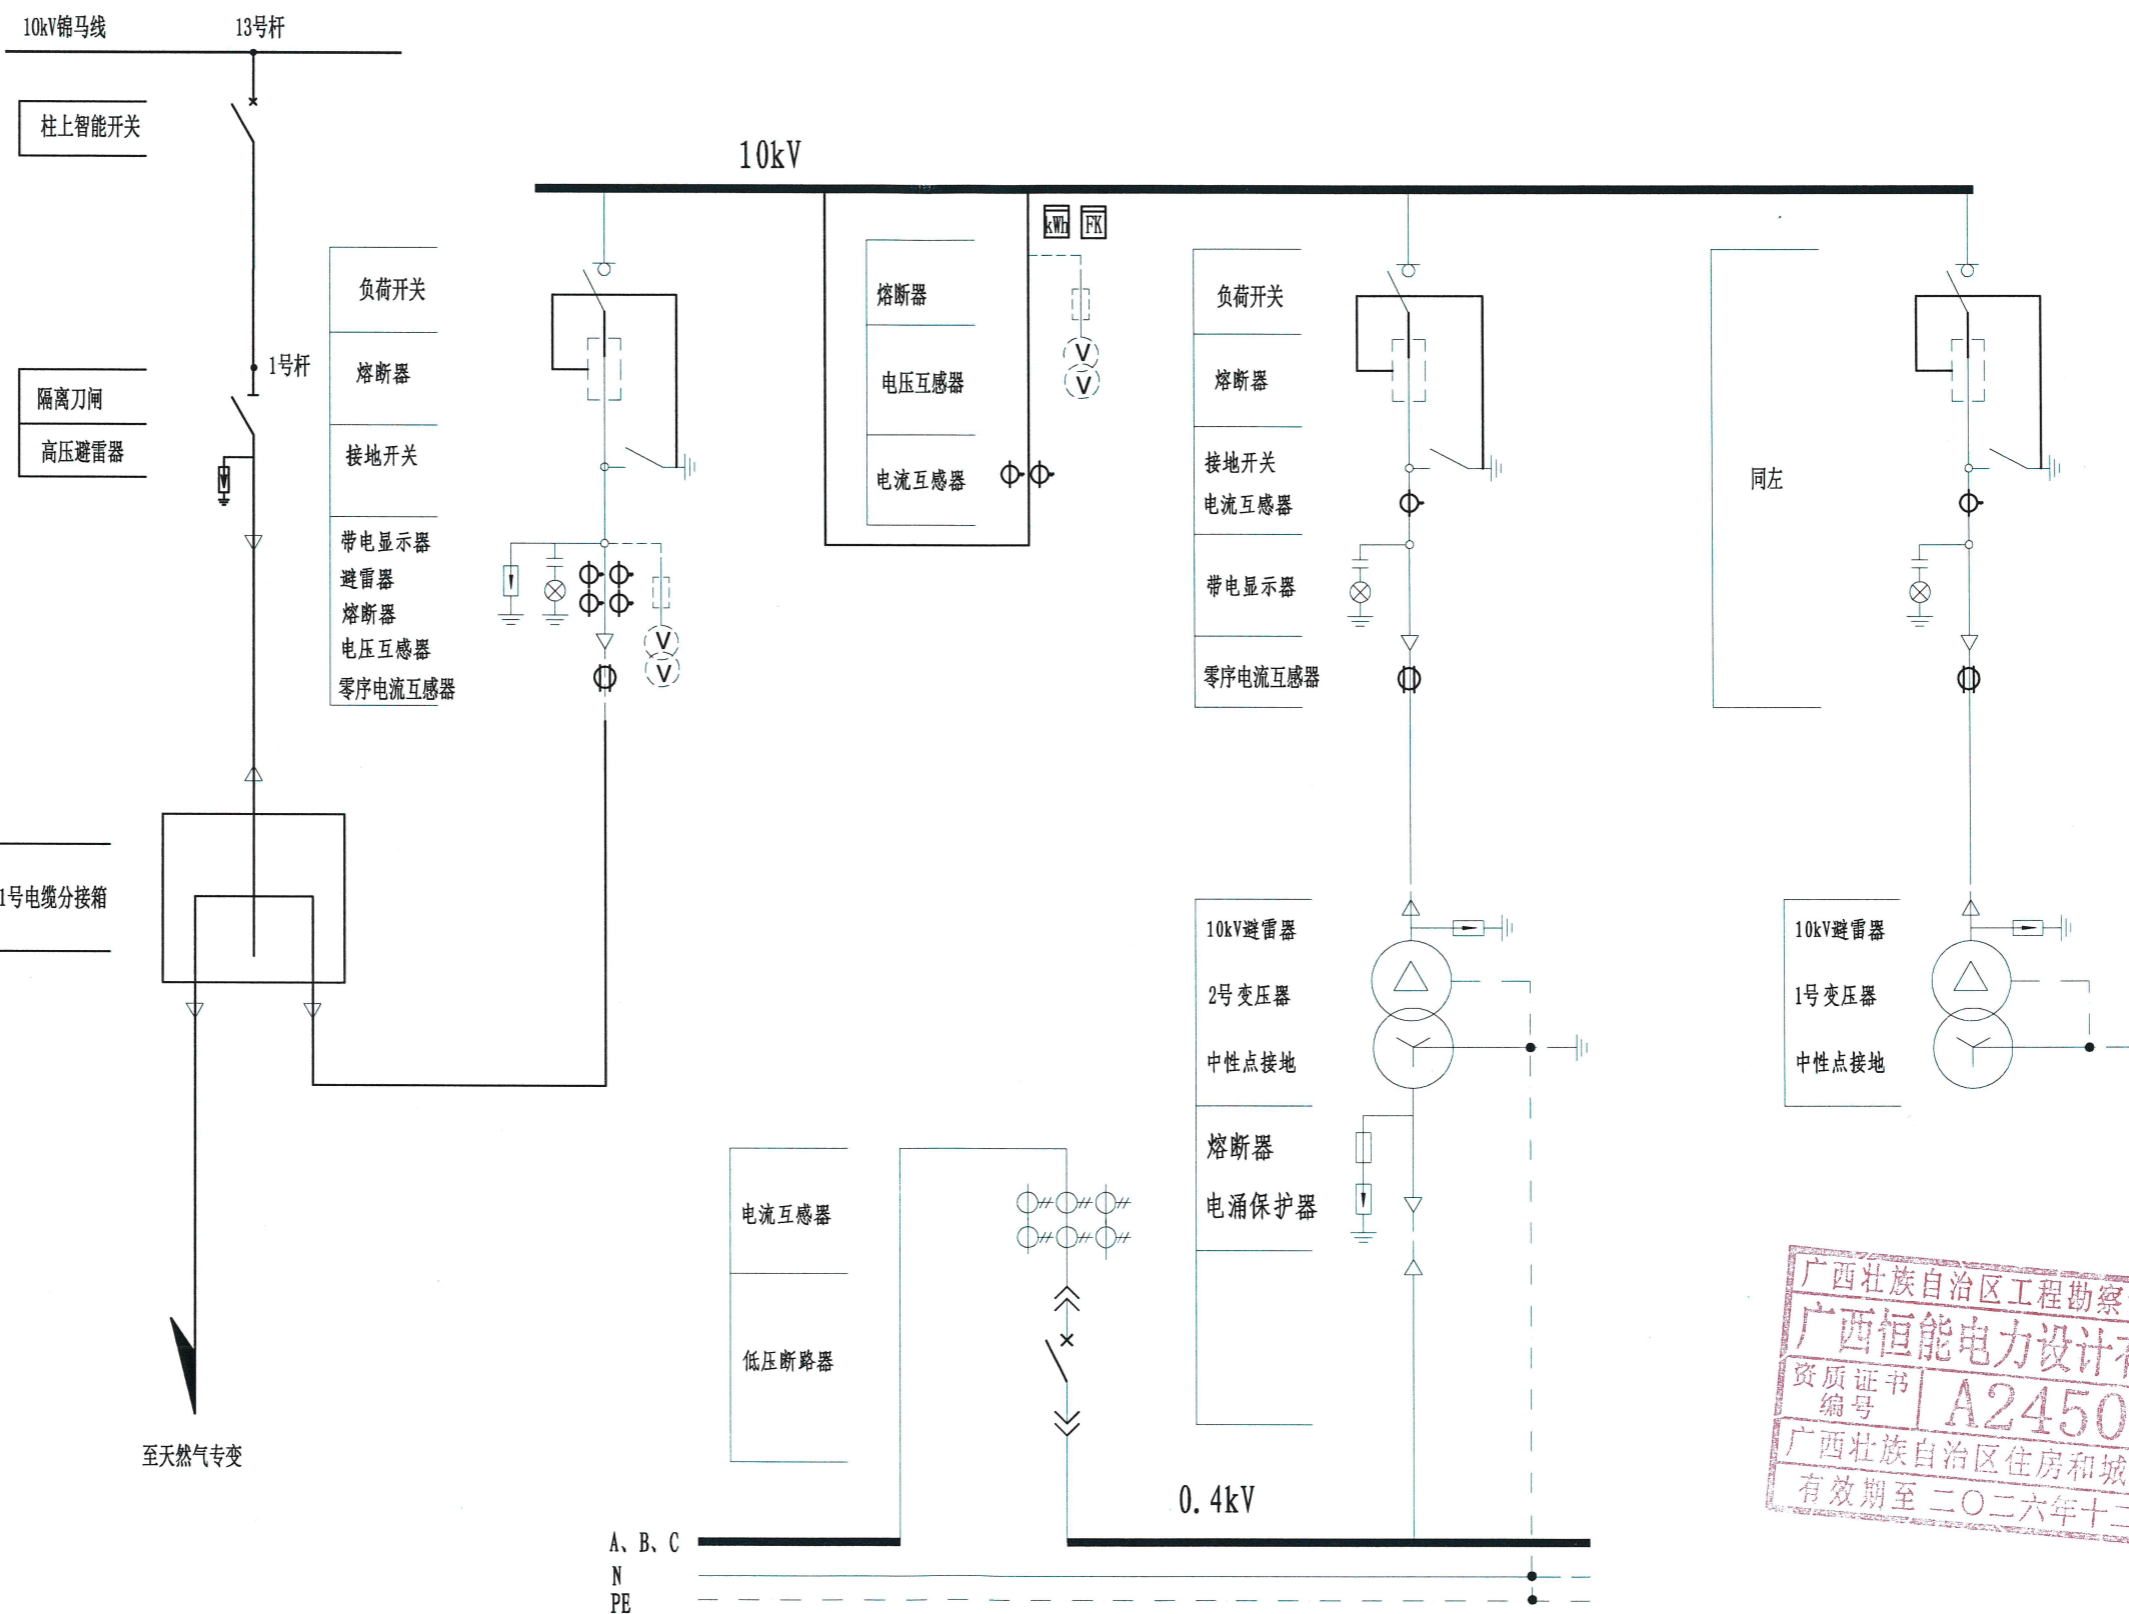 10kV锦马线
13号杆
柱上智能开关
1号杆
隔离刀闸
高压避雷器
1号电缆分接箱
至天然气专变
10kV
负荷开关
熔断器
接地开关
带电显示器
避雷器
熔断器
电压互感器
零序电流互感器
kWh
FK
熔断器
电压互感器
电流互感器
V
V
V
V
负荷开关
熔断器
接地开关
电流互感器
带电显示器
零序电流互感器
同左
10kV避雷器
2号变压器
中性点接地
熔断器
电涌保护器
10kV避雷器
1号变压器
中性点接地
电流互感器
低压断路器
0.4kV
A、B、C
N
PE
广西壮族自治区工程勘察
广西恒能电力设计
资质证书
编号
A2450
广西壮族自治区住房和城
有效期至二〇二六年十二